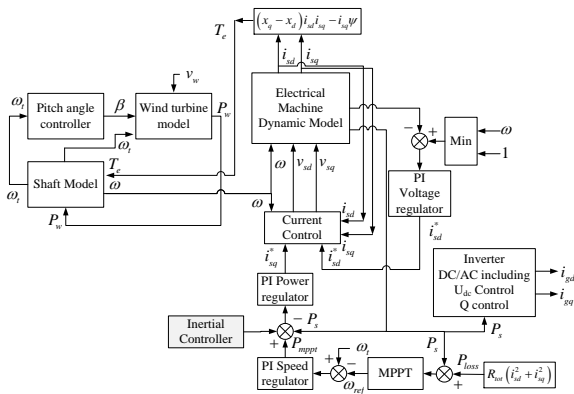 (x_q − x_d) i_sd i_sq − i_sq ψ
T_e
i_sd
i_sq
v_w
ω_t
Pitch angle
controller
β
Wind turbine
model
P_w
Electrical
Machine
Dynamic Model
−
+
Min
ω
1
ω_t
T_e
Shaft Model
ω
ω
v_sd
v_sq
PI
Voltage
regulator
ω_t
P_w
ω
Current
Control
i_sd
i_sq
i*_sq
i*_sd
i*_sd
PI Power
regulator
Inverter
DC/AC including
U_dc Control
Q control
i_gd
i_gq
Inertial
Controller
−
P_s
P_s
+
P_mppt
PI Speed
regulator
+
ω_t
−
ω_ref
MPPT
P_s
P_loss
+
R_tot (i²_sd + i²_sq)